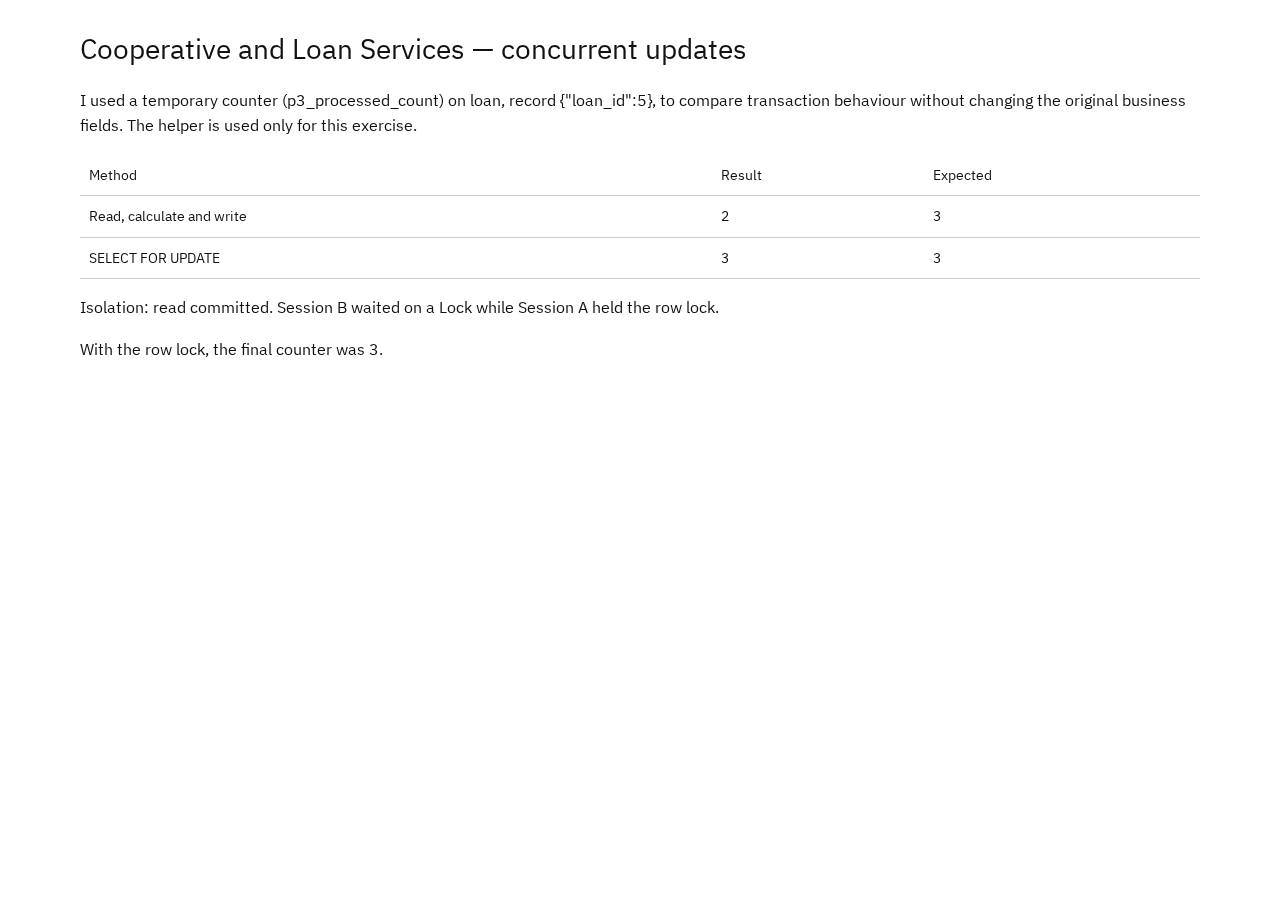 Cooperative and Loan Services — concurrent updates
I used a temporary counter (p3_processed_count) on loan, record {"loan_id":5}, to compare transaction behaviour without changing the original business
fields. The helper is used only for this exercise.
Method Result Expected
Read, calculate and write 2 3
SELECT FOR UPDATE 3 3
Isolation: read committed. Session B waited on a Lock while Session A held the row lock.
With the row lock, the final counter was 3.